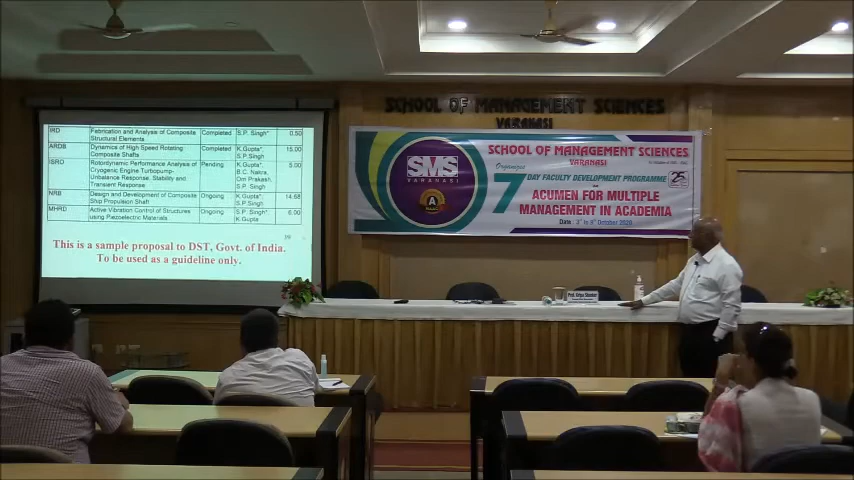 SCHOOL OF MANAGEMENT SCIENCES
VARANASI
IRD Fabrication and Analysis of Composite Structural Elements Completed S.P. Singh* 0.50
ARDB Dynamics of High Speed Rotating Composite Shafts Completed K.Gupta*, S.P.Singh 15.00
ISRO Rotordynamic Performance Analysis of Cryogenic Engine Turbopump- Unbalance Response, Stability and Transient Response Pending K.Gupta*, B.C. Nakra, Om Prakash, S.P. Singh 5.00
NRB Design and Development of Composite Ship Propulsion Shaft Ongoing K.Gupta*, S.P.Singh 14.68
MHRD Active Vibration Control of Structures using Piezoelectric Materials Ongoing S.P. Singh* K.Gupta 6.00
This is a sample proposal to DST, Govt. of India.
To be used as a guideline only.
SMS
VARANASI
A
SCHOOL OF MANAGEMENT SCIENCES
VARANASI
Organizes
7 DAY FACULTY DEVELOPMENT PROGRAMME
on
ACUMEN FOR MULTIPLE
MANAGEMENT IN ACADEMIA
25